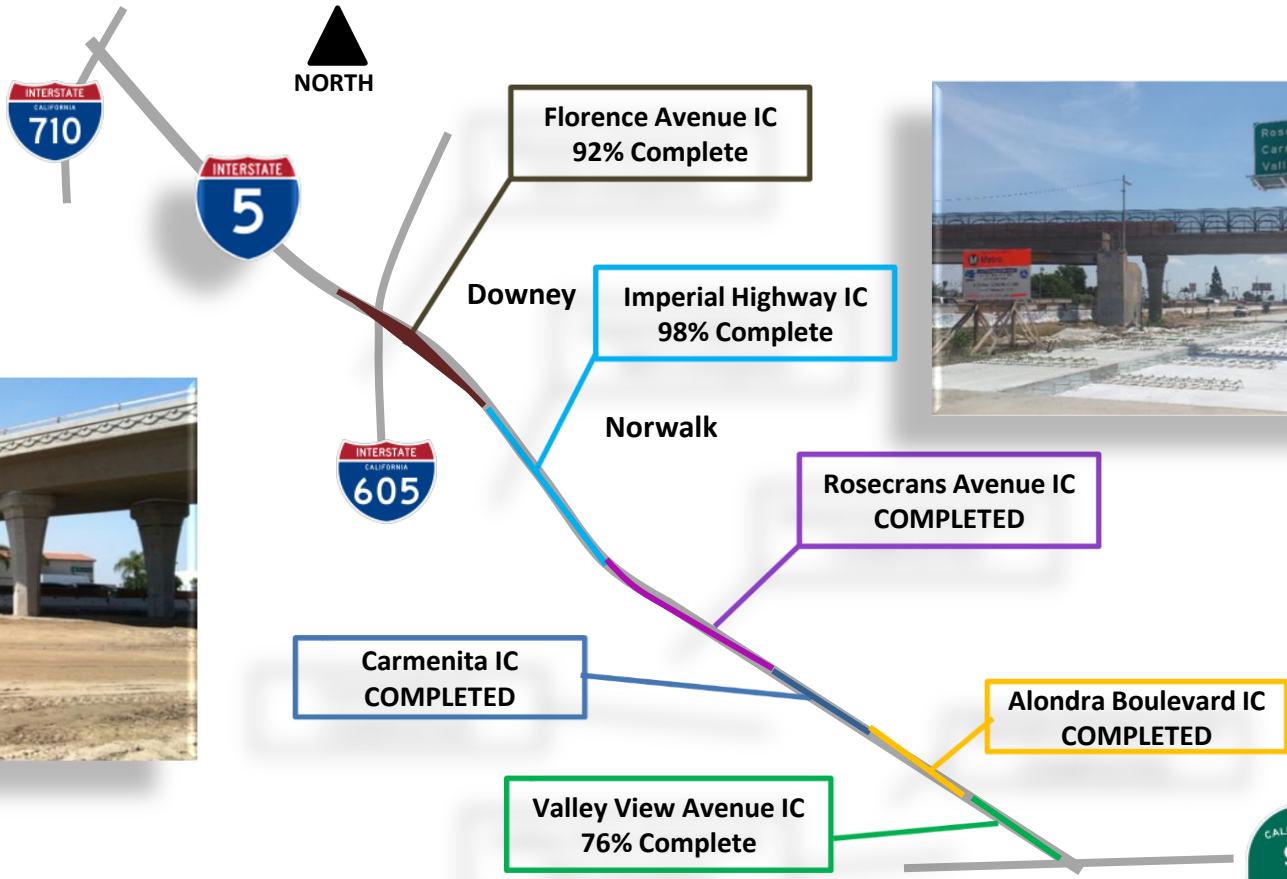 NORTH
INTERSTATE
CALIFORNIA
710
INTERSTATE
5
Florence Avenue IC
92% Complete
Metro
Downey
Imperial Highway IC
98% Complete
Norwalk
INTERSTATE
CALIFORNIA
605
Rosecrans Avenue IC
COMPLETED
Carmenita IC
COMPLETED
Alondra Boulevard IC
COMPLETED
Valley View Avenue IC
76% Complete